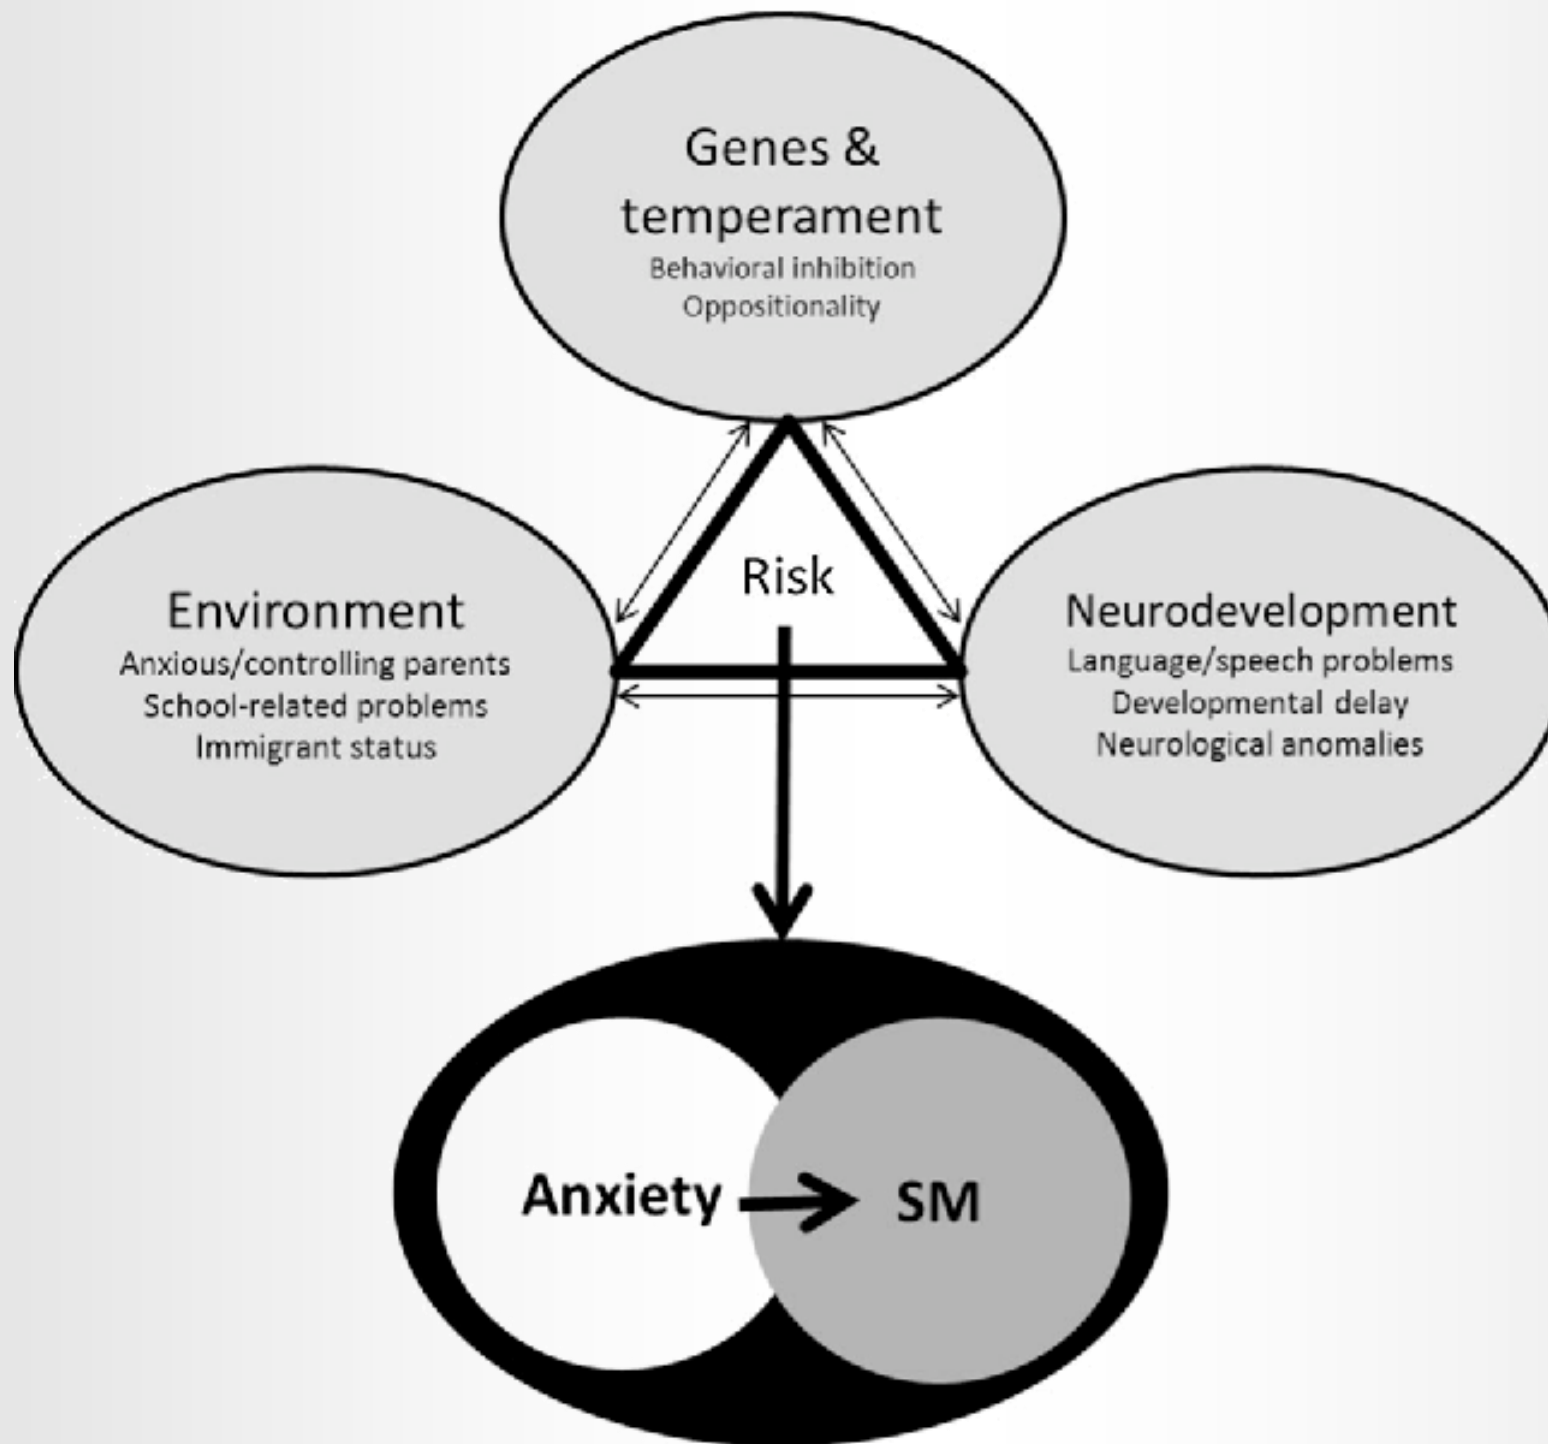 Genes &
temperament
Behavioral inhibition
Oppositionality
Risk
Environment
Anxious/controlling parents
School-related problems
Immigrant status
Neurodevelopment
Language/speech problems
Developmental delay
Neurological anomalies
Anxiety
SM